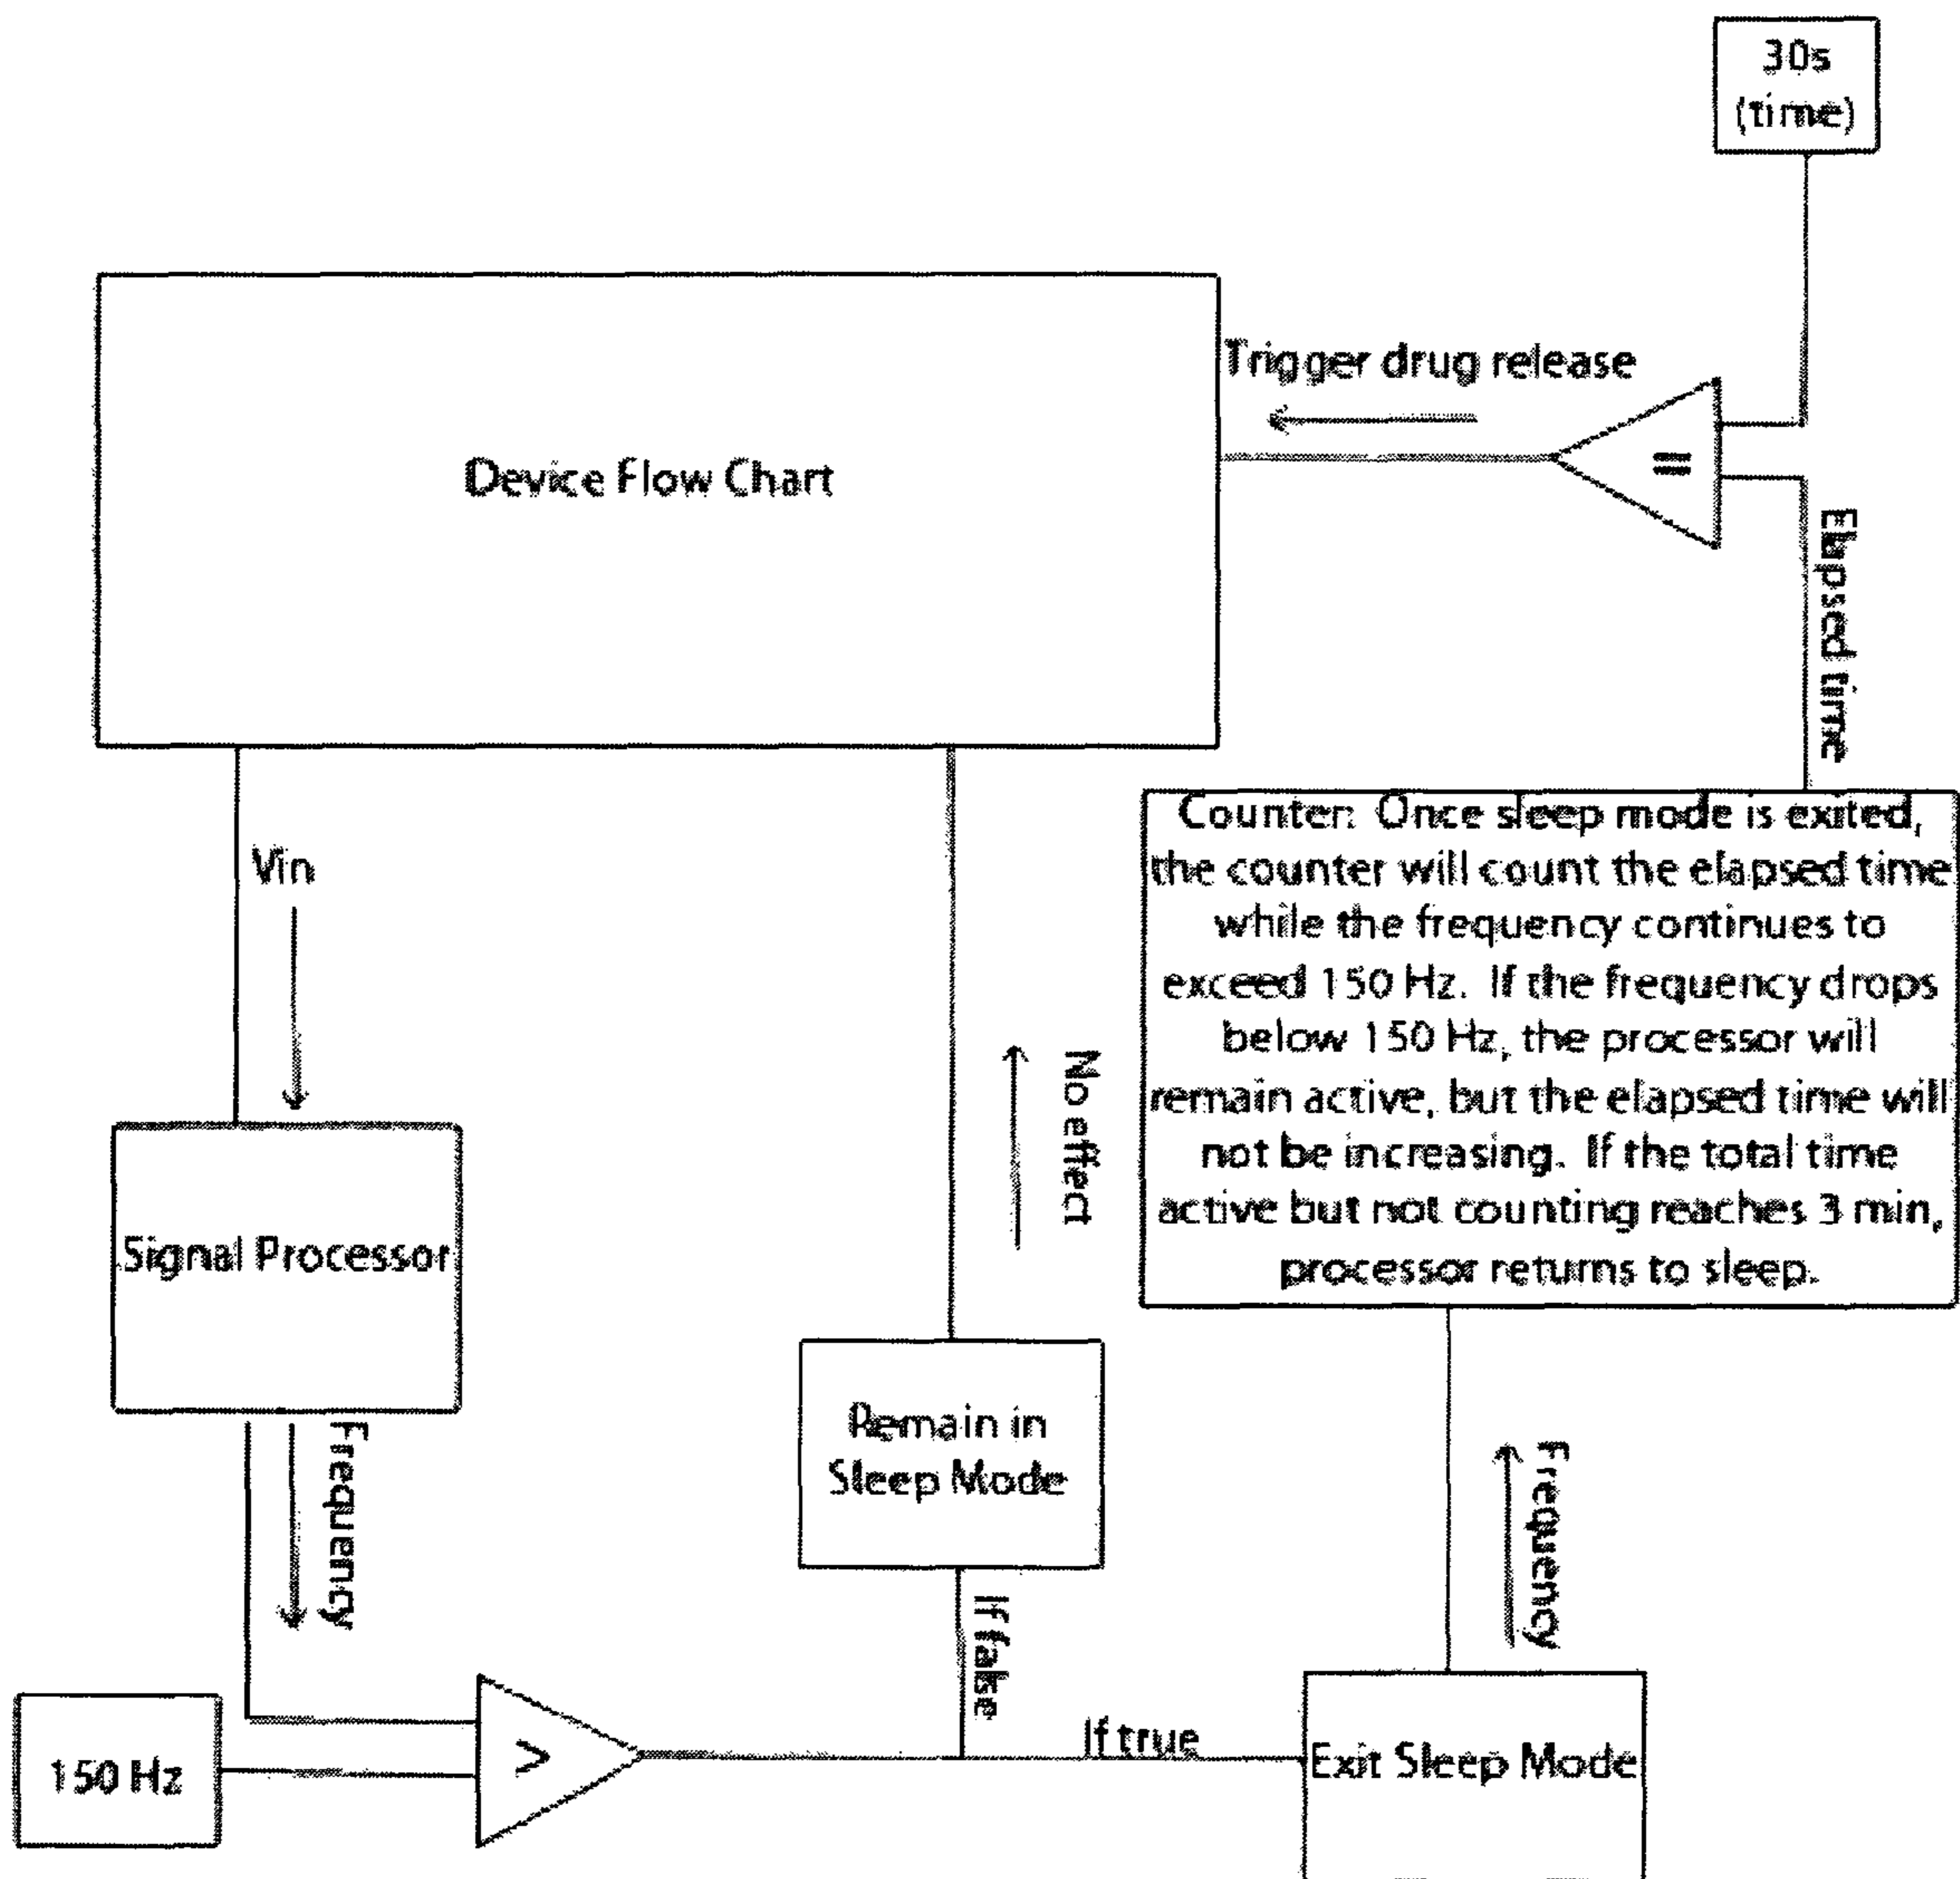 30s
(time)
Trigger drug release
=
Device Flow Chart
Elapsed time
Vin
Counter: Once sleep mode is exited,
the counter will count the elapsed time
while the frequency continues to
exceed 150 Hz. If the frequency drops
below 150 Hz, the processor will
remain active, but the elapsed time will
not be increasing. If the total time
active but not counting reaches 3 min,
processor returns to sleep.
No effect
Signal Processor
Remain in
Sleep Mode
Frequency
Frequency
If false
If true
150 Hz
>
Exit Sleep Mode